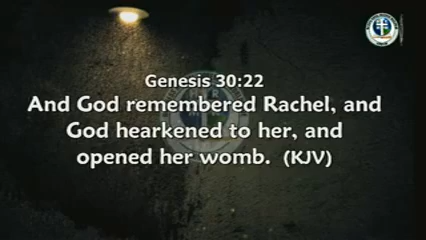 Genesis 30:22
And God remembered Rachel, and
God hearkened to her, and
opened her womb. (KJV)